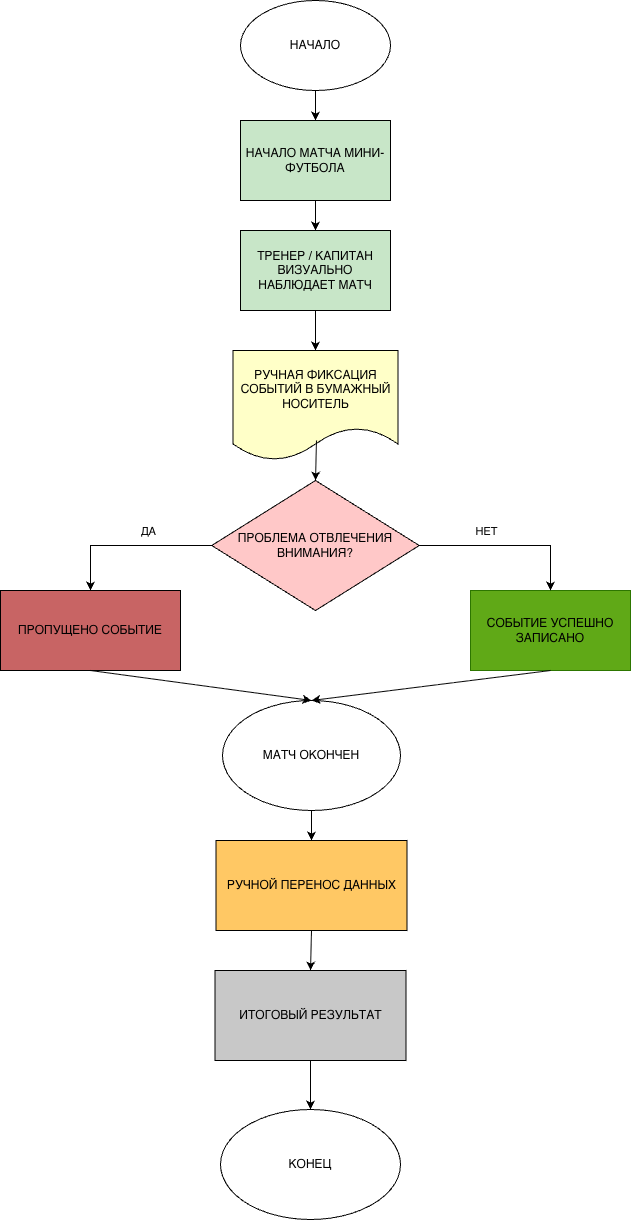 НАЧАЛО
НАЧАЛО МАТЧА МИНИ-
ФУТБОЛА
ТРЕНЕР / КАПИТАН
ВИЗУАЛЬНО
НАБЛЮДАЕТ МАТЧ
РУЧНАЯ ФИКСАЦИЯ
СОБЫТИЙ В БУМАЖНЫЙ
НОСИТЕЛЬ
ПРОБЛЕМА ОТВЛЕЧЕНИЯ
ВНИМАНИЯ?
ДА
НЕТ
ПРОПУЩЕНО СОБЫТИЕ
СОБЫТИЕ УСПЕШНО
ЗАПИСАНО
МАТЧ ОКОНЧЕН
РУЧНОЙ ПЕРЕНОС ДАННЫХ
ИТОГОВЫЙ РЕЗУЛЬТАТ
КОНЕЦ